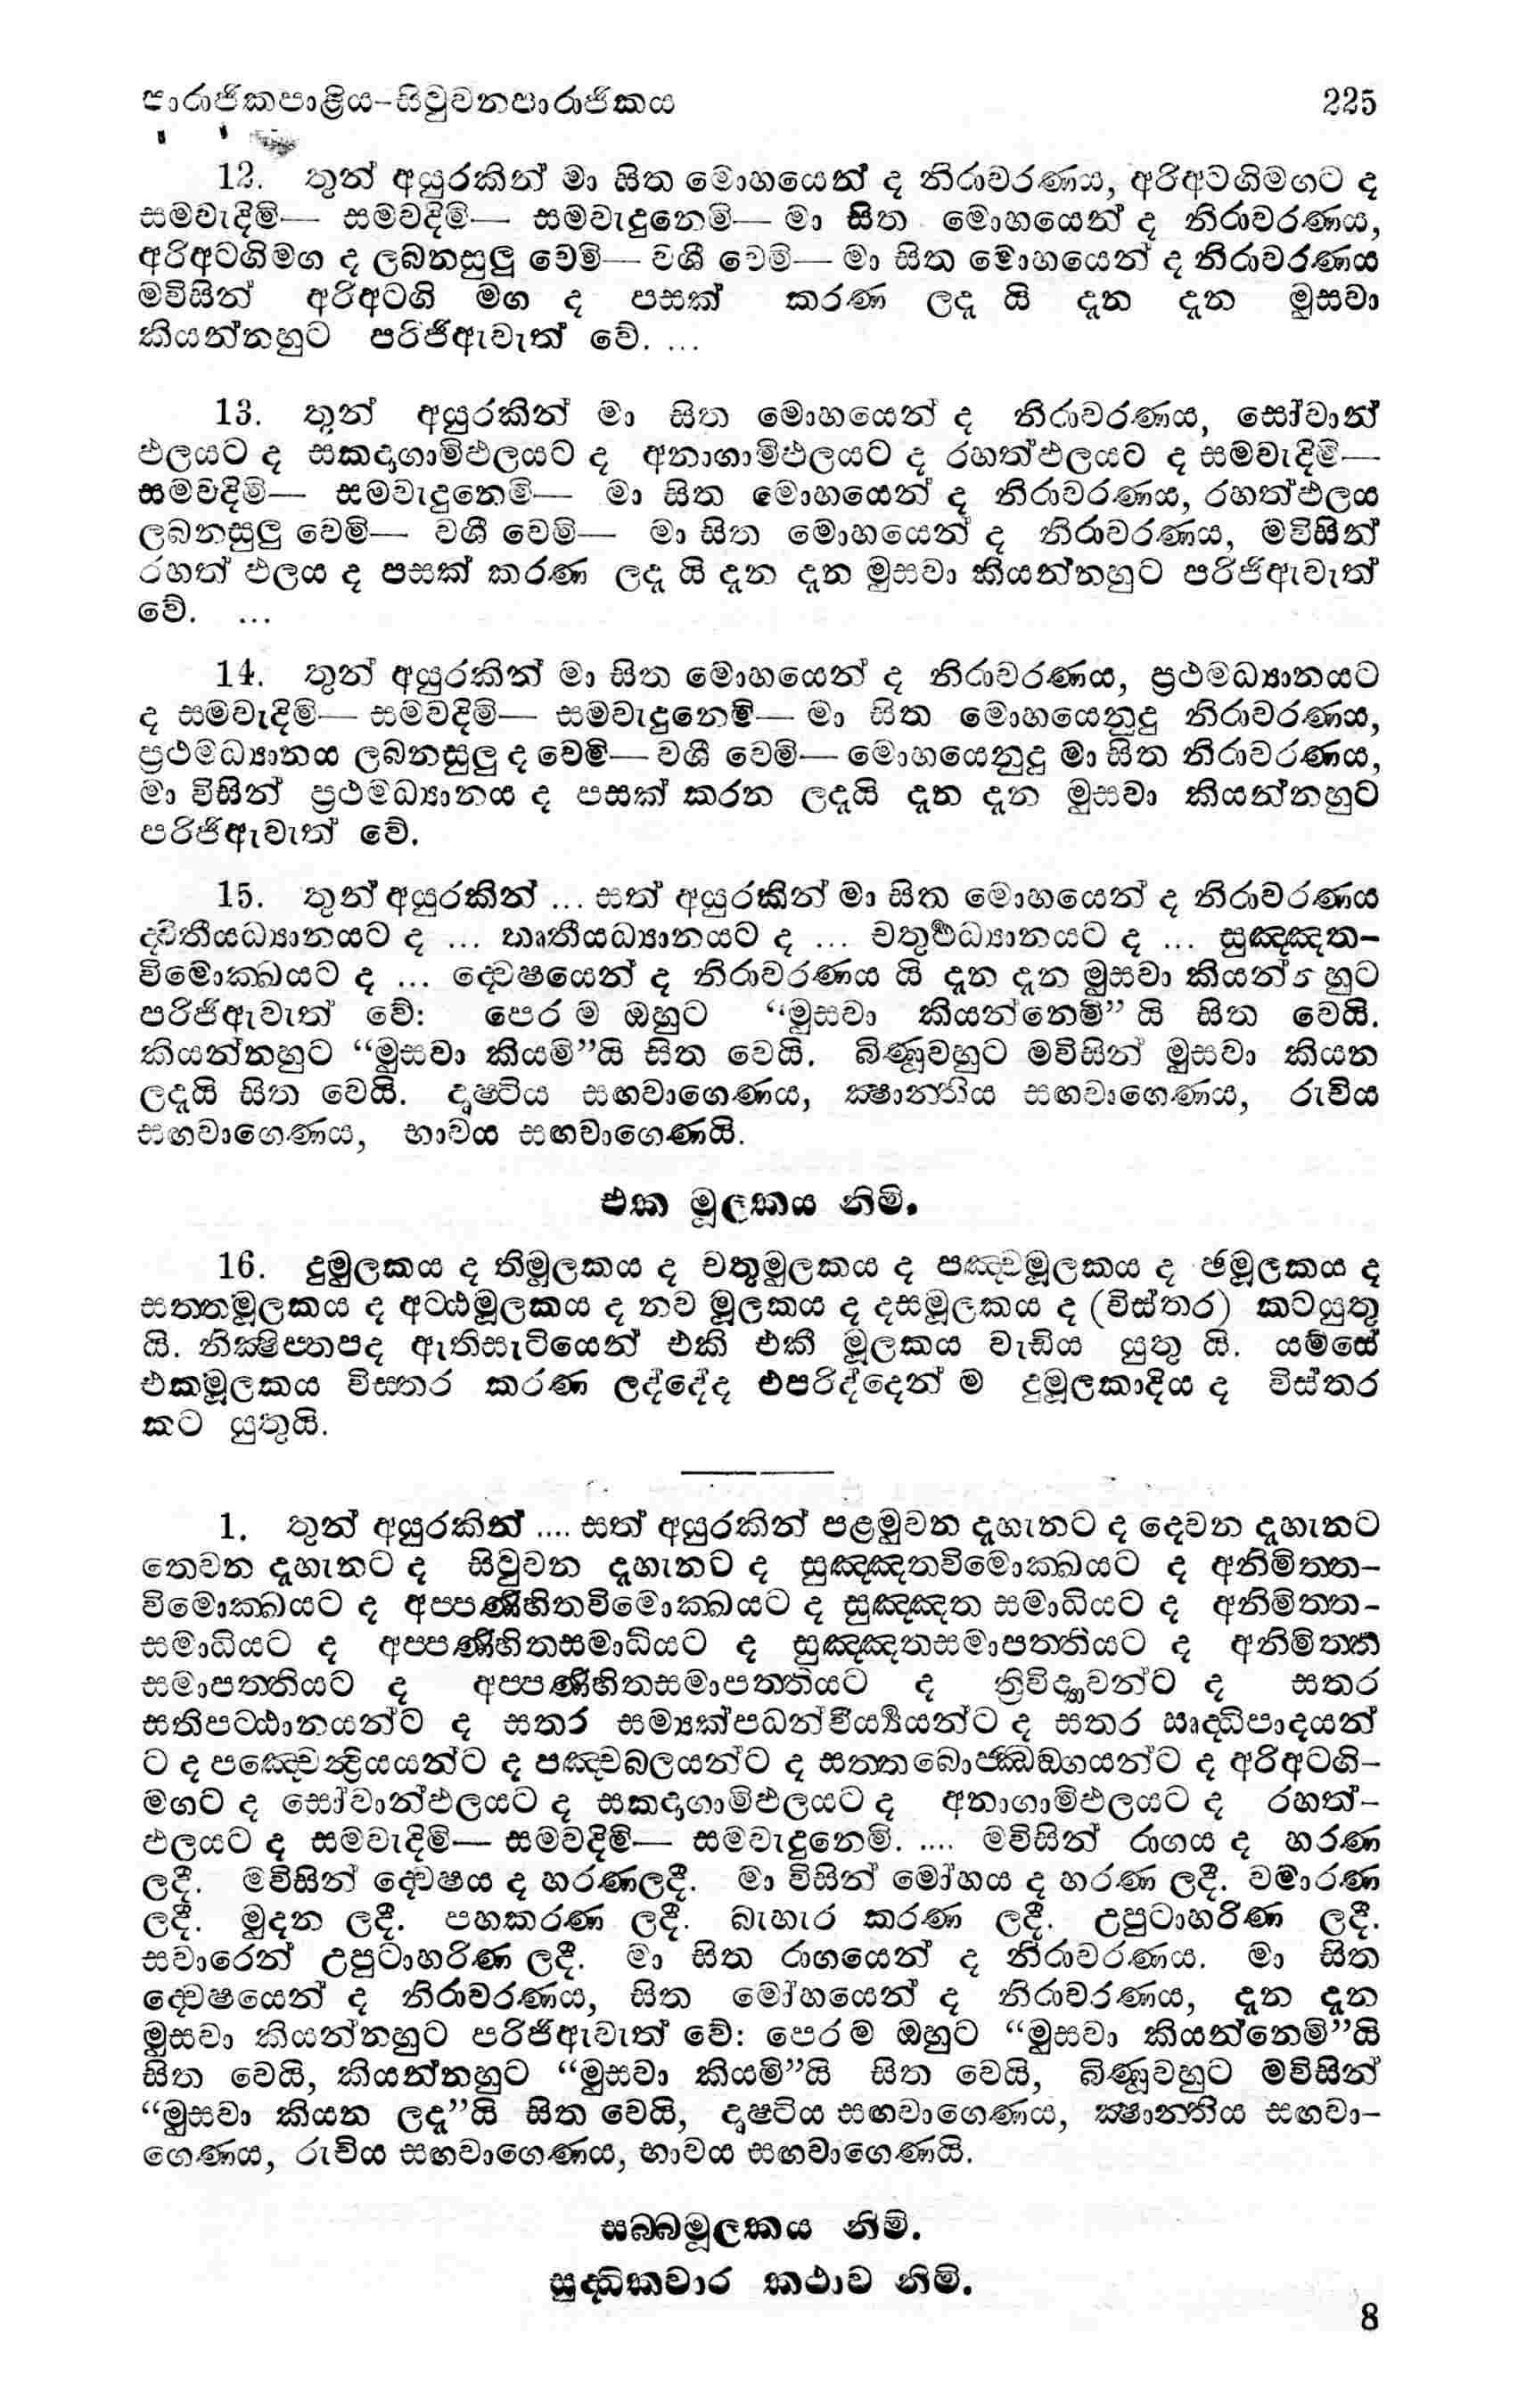 පාරාජිකපාළිය-සිවුවනපාරාජිකය 225
12. තුන් අයුරකින් මා සිත මොහයෙන් ද නිරාවරණය, අරිඅටගිමගට ද
සමවැදිමි— සමවදිමි— සමවැදුනෙමි— මා සිත මොහයෙන් ද නිරාවරණය,
අරිඅටගිමග ද ලබනසුලු වෙමි— වශී වෙමි— මා සිත මොහයෙන් ද නිරාවරණය
මවිසින් අරිඅටගි මග ද පසක් කරණ ලදැ යි දැන දැන මුසවා
කියන්නහුට පරිජිඇවැත් වේ. ...
13. තුන් අයුරකින් මා සිත මොහයෙන් ද නිරාවරණය, සෝවාන්
ඵලයට ද සකදාගාමිඵලයට ද අනාගාමිඵලයට ද රහත්ඵලයට ද සමවැදිමි—
සමවදිමි— සමවැදුනෙමි— මා සිත මොහයෙන් ද නිරාවරණය, රහත්ඵලය
ලබනසුලු වෙමි— වශී වෙමි— මා සිත මොහයෙන් ද නිරාවරණය, මවිසින්
රහත් ඵලය ද පසක් කරණ ලදැ යි දැන දැන මුසවා කියන්නහුට පරිජිඇවැත්
වේ. ...
14. තුන් අයුරකින් මා සිත මොහයෙන් ද නිරාවරණය, ප්‍රථමධ්‍යානයට
ද සමවැදිමි— සමවදිමි— සමවැදුනෙමි— මා සිත මොහයෙනුදු නිරාවරණය,
ප්‍රථමධ්‍යානය ලබනසුලු ද වෙමි— වශී වෙමි— මොහයෙනුදු මා සිත නිරාවරණය,
මා විසින් ප්‍රථමධ්‍යානය ද පසක් කරන ලදැයි දැන දැන මුසවා කියන්නහුට
පරිජිඇවැත් වේ.
15. තුන් අයුරකින් ... සත් අයුරකින් මා සිත මොහයෙන් ද නිරාවරණය
ද්විතීයධ්‍යානයට ද ... තෘතීයධ්‍යානයට ද ... චතුර්‍ථධ්‍යානයට ද ... සුඤ්ඤත-
විමොක්ඛයට ද ... ද්වෙෂයෙන් ද නිරාවරණය යි දැන දැන මුසවා කියන්නහුට
පරිජිඇවැත් වේ: පෙර ම ඔහුට “මුසවා කියන්නෙමි” යි සිත වෙයි.
කියන්නහුට “මුසවා කියමි”යි සිත වෙයි. බිණුවහුට මවිසින් මුසවා කියන
ලදැයි සිත වෙයි. දෘෂ්ටිය සඟවාගෙණය, ක්ෂාන්තිය සඟවාගෙණය, රුචිය
සඟවාගෙණය, භාවය සඟවාගෙණයි.
එක මූලකය නිමි.
16. දුමූලකය ද තිමූලකය ද චතුමූලකය ද පඤ්චමූලකය ද ඡමූලකය ද
සත්තමූලකය ද අට්ඨමූලකය ද නව මූලකය ද දසමූලකය ද (විස්තර) කටයුතු
යි. නික්ෂිප්තපද ඇතිසැටියෙන් එකී එකී මූලකය වැඩිය යුතු යි. යම්සේ
එකමූලකය විස්තර කරණ ලද්දේද එපරිද්දෙන් ම දුමූලකාදිය ද විස්තර
කට යුතුයි.
1. තුන් අයුරකින් .... සත් අයුරකින් පළමුවන දැහැනට ද දෙවන දැහැනට
තෙවන දැහැනට ද සිවුවන දැහැනට ද සුඤ්ඤතවිමොක්ඛයට ද අනිමිත්ත-
විමොක්ඛයට ද අප්පණිහිතවිමොක්ඛයට ද සුඤ්ඤත සමාධියට ද අනිමිත්ත-
සමාධියට ද අප්පණිහිතසමාධියට ද සුඤ්ඤතසමාපත්තියට ද අනිමිත්ත
සමාපත්තියට ද අප්පණිහිතසමාපත්තියට ද ත්‍රිවිද්‍යාවන්ට ද සතර
සතිපට්ඨානයන්ට ද සතර සම්‍යක්පධන්වීර්‍ය්‍යයන්ට ද සතර ඍද්ධිපාදයන්
ට ද පඤ්චෙන්ද්‍රියයන්ට ද පඤ්චබලයන්ට ද සත්තබොජ්ඣඞ්ගයන්ට ද අරිඅටගි-
මගට ද සෝවාන්ඵලයට ද සකදාගාමිඵලයට ද අනාගාමිඵලයට ද රහත්-
ඵලයට ද සමවැදිමි— සමවදිමි— සමවැදුනෙමි. .... මවිසින් රාගය ද හරණ
ලදී. මවිසින් ද්වෙෂය ද හරණලදී. මා විසින් මෝහය ද හරණ ලදී. වමාරණ
ලදී. මුදන ලදී. පහකරණ ලදී. බැහැර කරණ ලදී. උපුටාහරිණ ලදී.
සවාරෙන් උපුටාහරිණ ලදී. මා සිත රාගයෙන් ද නිරාවරණය. මා සිත
ද්වෙෂයෙන් ද නිරාවරණය, සිත මෝහයෙන් ද නිරාවරණය, දැන දැන
මුසවා කියන්නහුට පරිජිඇවැත් වේ: පෙර ම ඔහුට “මුසවා කියන්නෙමි”යි
සිත වෙයි, කියන්නහුට “මුසවා කියමි”යි සිත වෙයි, බිණුවහුට මවිසින්
“මුසවා කියන ලදැ”යි සිත වෙයි, දෘෂ්ටිය සඟවාගෙණය, ක්ෂාන්තිය සඟවා-
ගෙණය, රුචිය සඟවාගෙණය, භාවය සඟවාගෙණයි.
සබ්බමූලකය නිමි.
සුද්ධිකවාර කථාව නිමි.
8